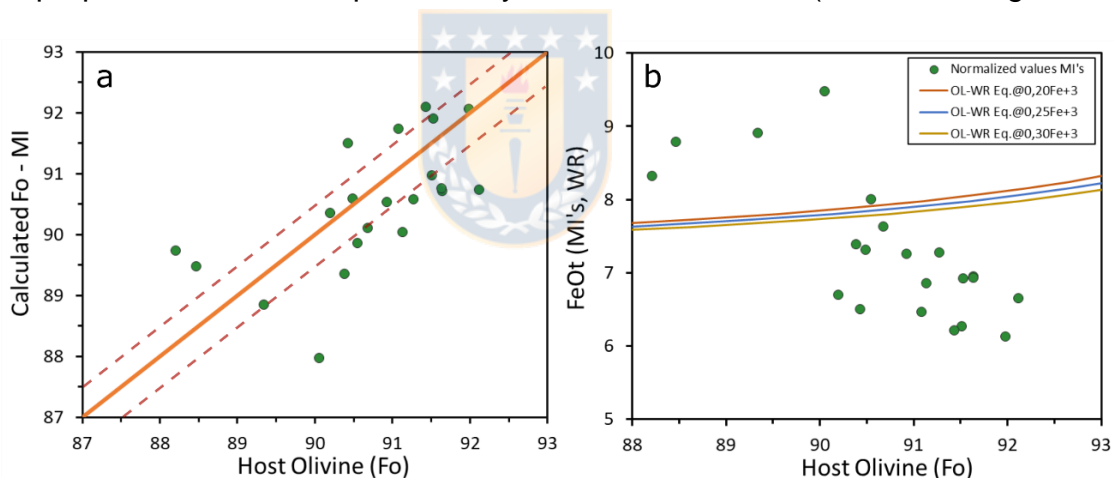 93
92
91
90
89
88
87
Calculated Fo - MI
a
87 88 89 90 91 92 93
Host Olivine (Fo)
10
9
8
7
6
5
FeOt (MI's, WR)
b
Normalized values MI's
OL-WR Eq.@0,20Fe+3
OL-WR Eq.@0,25Fe+3
OL-WR Eq.@0,30Fe+3
88 89 90 91 92 93
Host Olivine (Fo)